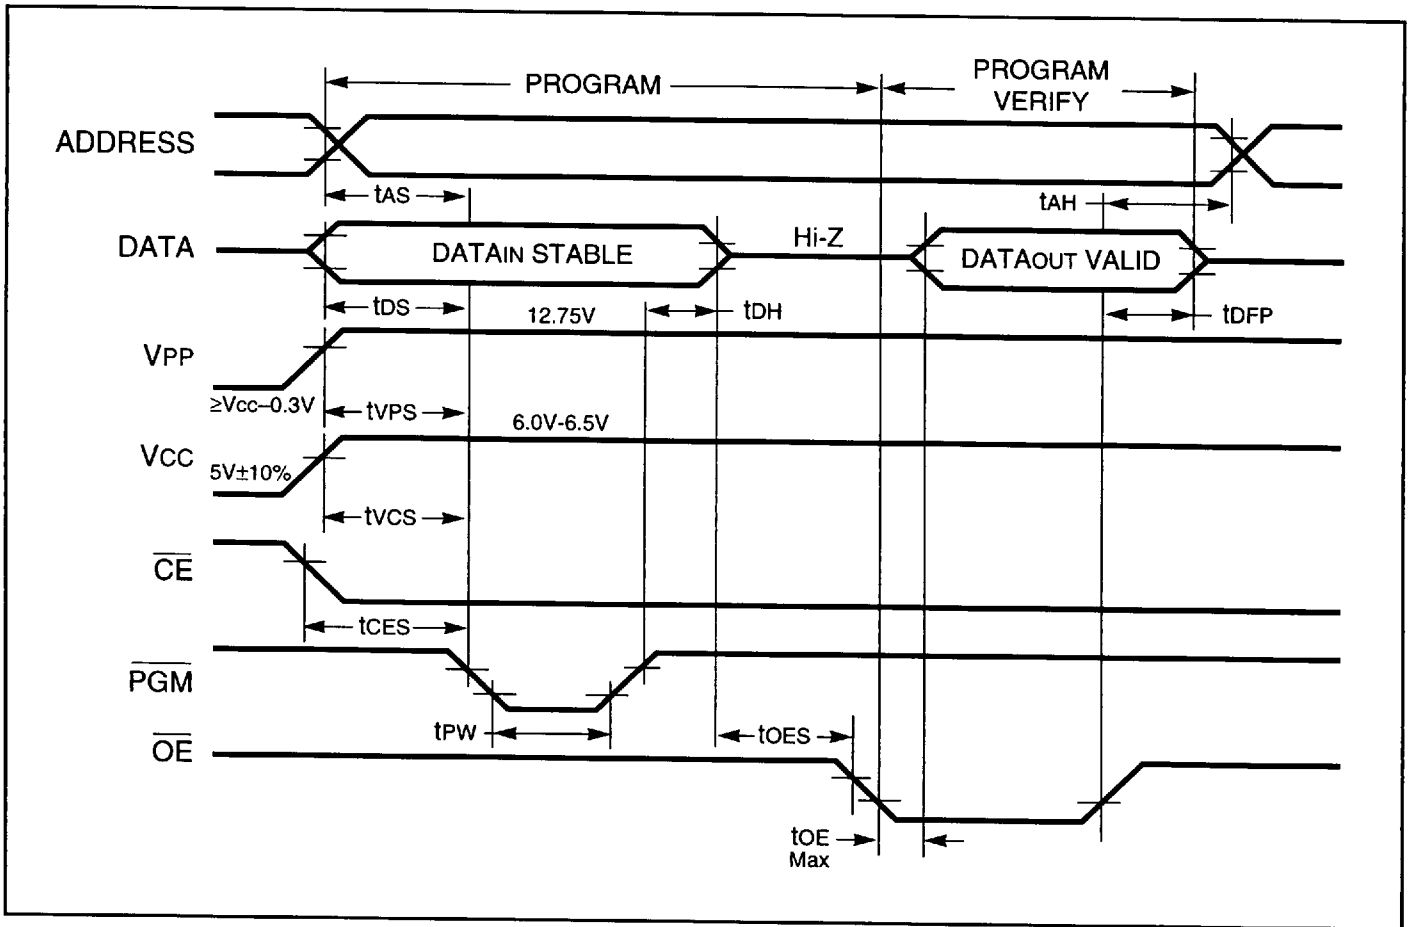 PROGRAM
PROGRAM
VERIFY
ADDRESS
tAS
tAH
DATA
DATAIN STABLE
Hi-Z
DATAOUT VALID
tDS
12.75V
tDH
tDFP
VPP
≥Vcc–0.3V
tVPS
6.0V-6.5V
VCC
5V±10%
tVCS
CE
tCES
PGM
tPW
tOES
OE
tOE
Max